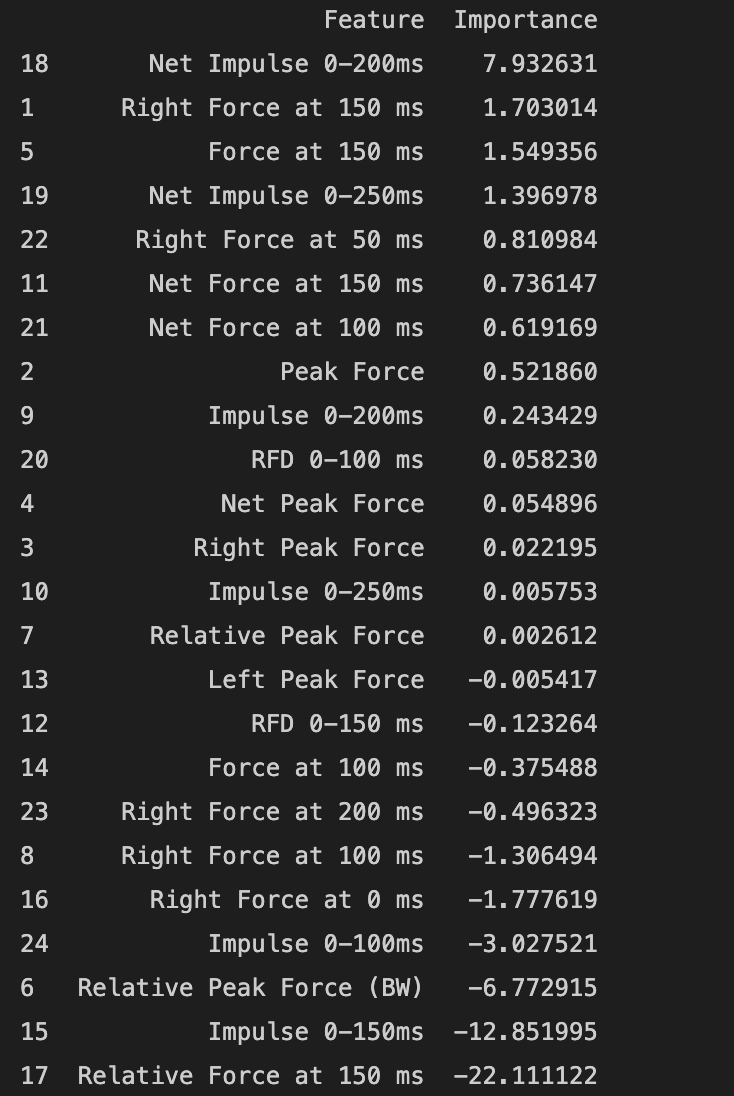 Feature Importance
18 Net Impulse 0-200ms 7.932631
1 Right Force at 150 ms 1.703014
5 Force at 150 ms 1.549356
19 Net Impulse 0-250ms 1.396978
22 Right Force at 50 ms 0.810984
11 Net Force at 150 ms 0.736147
21 Net Force at 100 ms 0.619169
2 Peak Force 0.521860
9 Impulse 0-200ms 0.243429
20 RFD 0-100 ms 0.058230
4 Net Peak Force 0.054896
3 Right Peak Force 0.022195
10 Impulse 0-250ms 0.005753
7 Relative Peak Force 0.002612
13 Left Peak Force -0.005417
12 RFD 0-150 ms -0.123264
14 Force at 100 ms -0.375488
23 Right Force at 200 ms -0.496323
8 Right Force at 100 ms -1.306494
16 Right Force at 0 ms -1.777619
24 Impulse 0-100ms -3.027521
6 Relative Peak Force (BW) -6.772915
15 Impulse 0-150ms -12.851995
17 Relative Force at 150 ms -22.111122